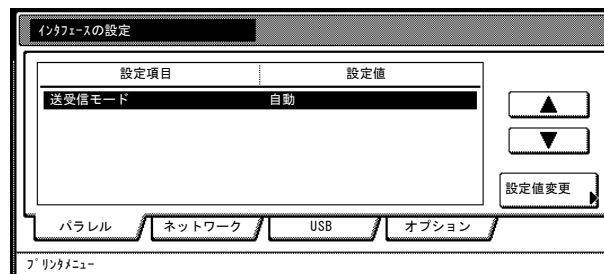 ｲﾝﾀﾌｪｰｽの設定
設定項目 設定値
送受信モード 自動
設定値変更
パラレル ネットワーク USB オプション
ﾌﾟﾘﾝﾀﾒﾆｭｰ